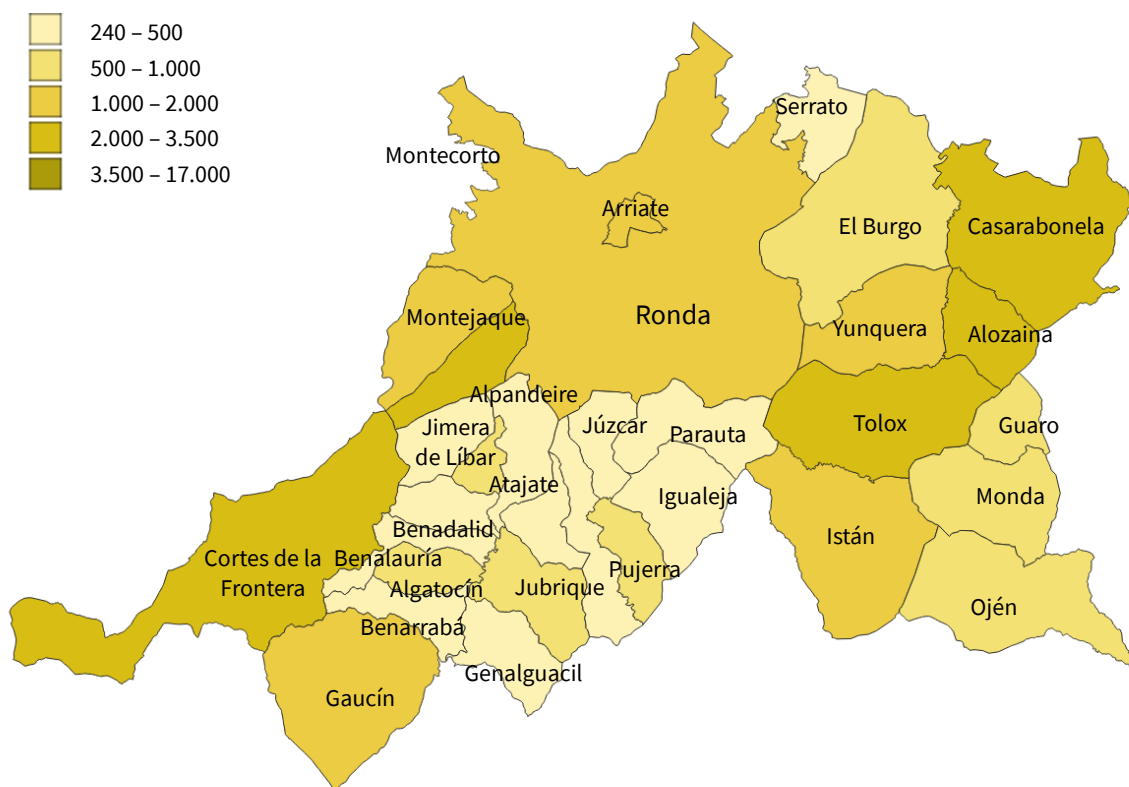 240 – 500
500 – 1.000
1.000 – 2.000
2.000 – 3.500
3.500 – 17.000
Serrato
Montecorto
Arriate
El Burgo
Casarabonela
Montejaque
Ronda
Yunquera
Alozaina
Alpandeire
Jimera
de Líbar
Júzcar
Parauta
Tolox
Guaro
Atajate
Igualeja
Monda
Benadalid
Istán
Cortes de la
Frontera
Benalauría
Algatocín
Jubrique
Pujerra
Ojén
Benarrabá
Genalguacil
Gaucín